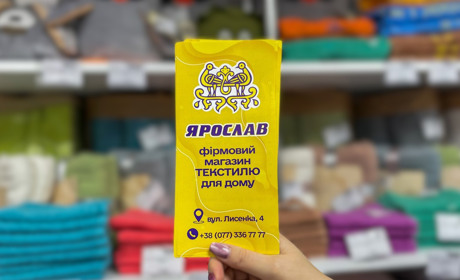 ЯРОСЛАВ
фірмовий
магазин
ТЕКСТИЛЮ
для дому
вул. Лисенка, 4
+38 (077) 336 77 77